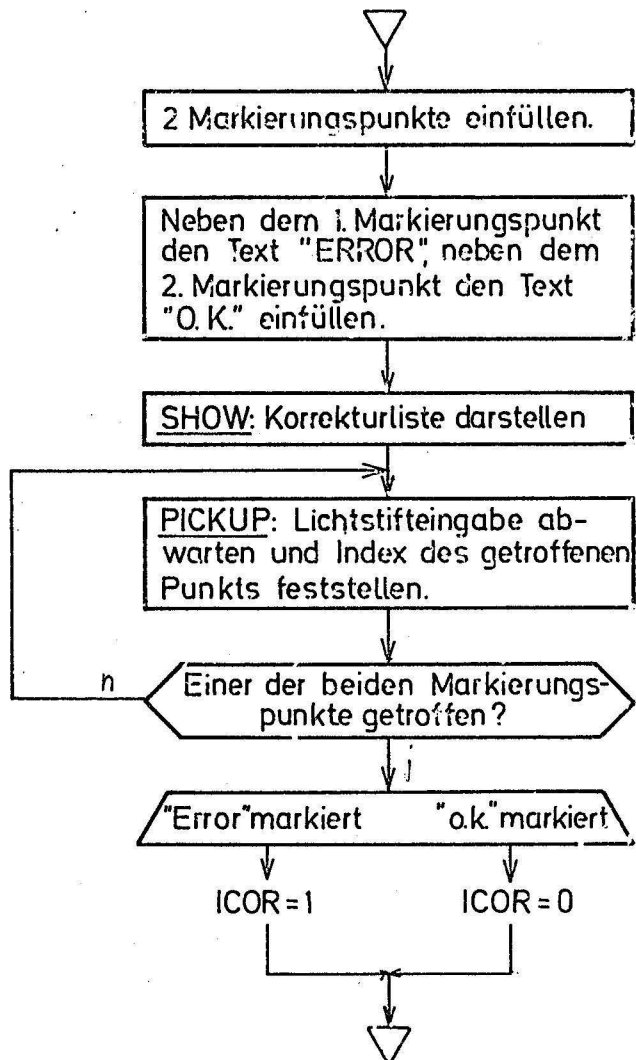 2 Markierungspunkte einfüllen.
Neben dem 1. Markierungspunkt
den Text "ERROR", neben dem
2. Markierungspunkt den Text
"O. K." einfüllen.
SHOW: Korrekturliste darstellen
PICKUP: Lichtstifteingabe ab-
warten und Index des getroffenen
Punkts feststellen.
n
Einer der beiden Markierungs-
punkte getroffen?
j
"Error"markiert "o.k."markiert
ICOR=1 ICOR=0